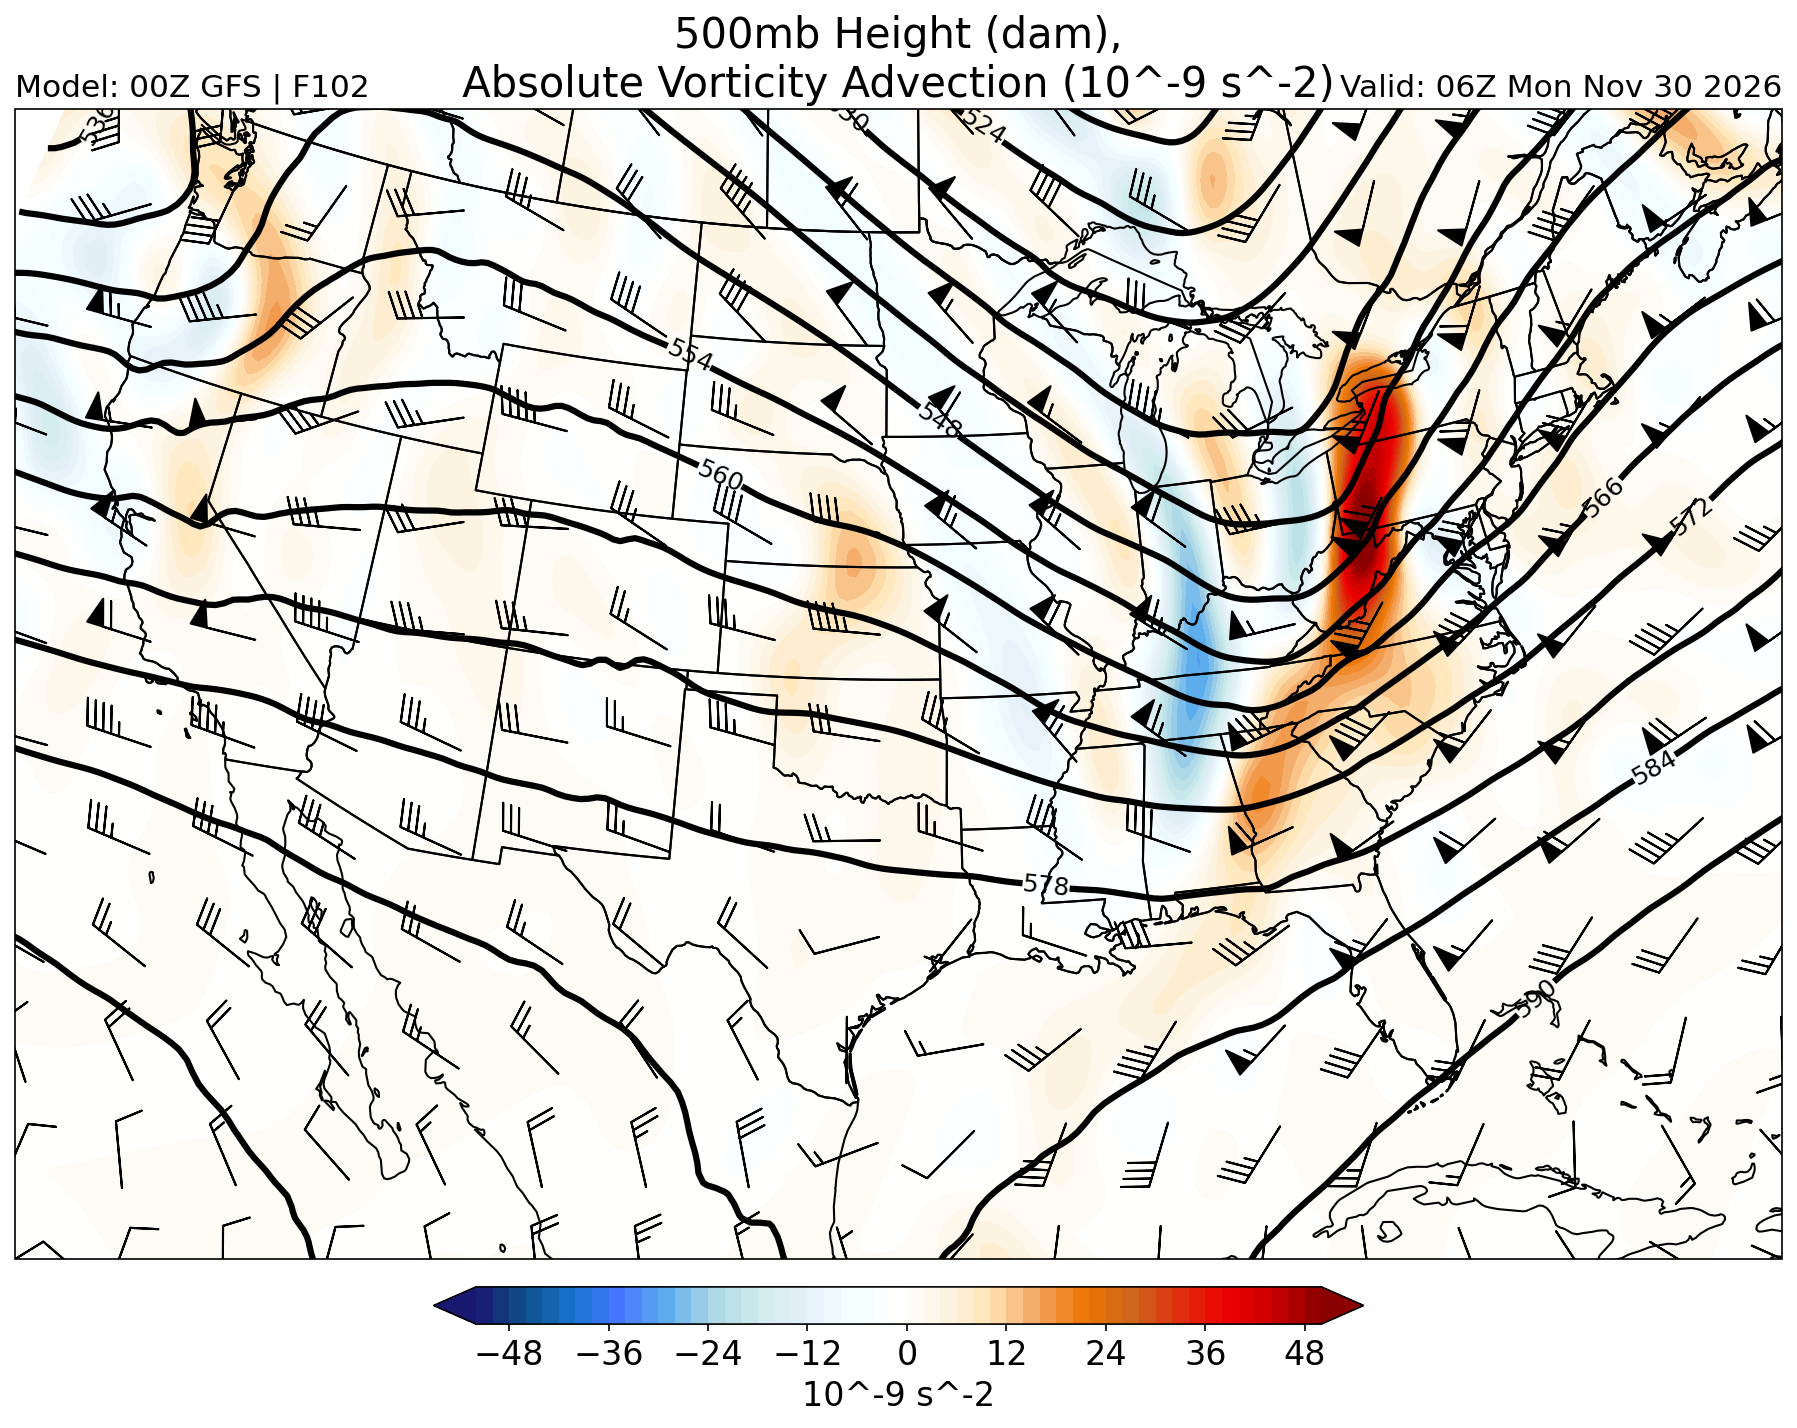 500mb Height (dam),
Model: 00Z GFS | F102
Absolute Vorticity Advection (10^-9 s^-2)
Valid: 06Z Mon Nov 30 2026
536
530
524
554
548
560
566
572
584
578
590
−48 −36 −24 −12 0 12 24 36 48
10^-9 s^-2